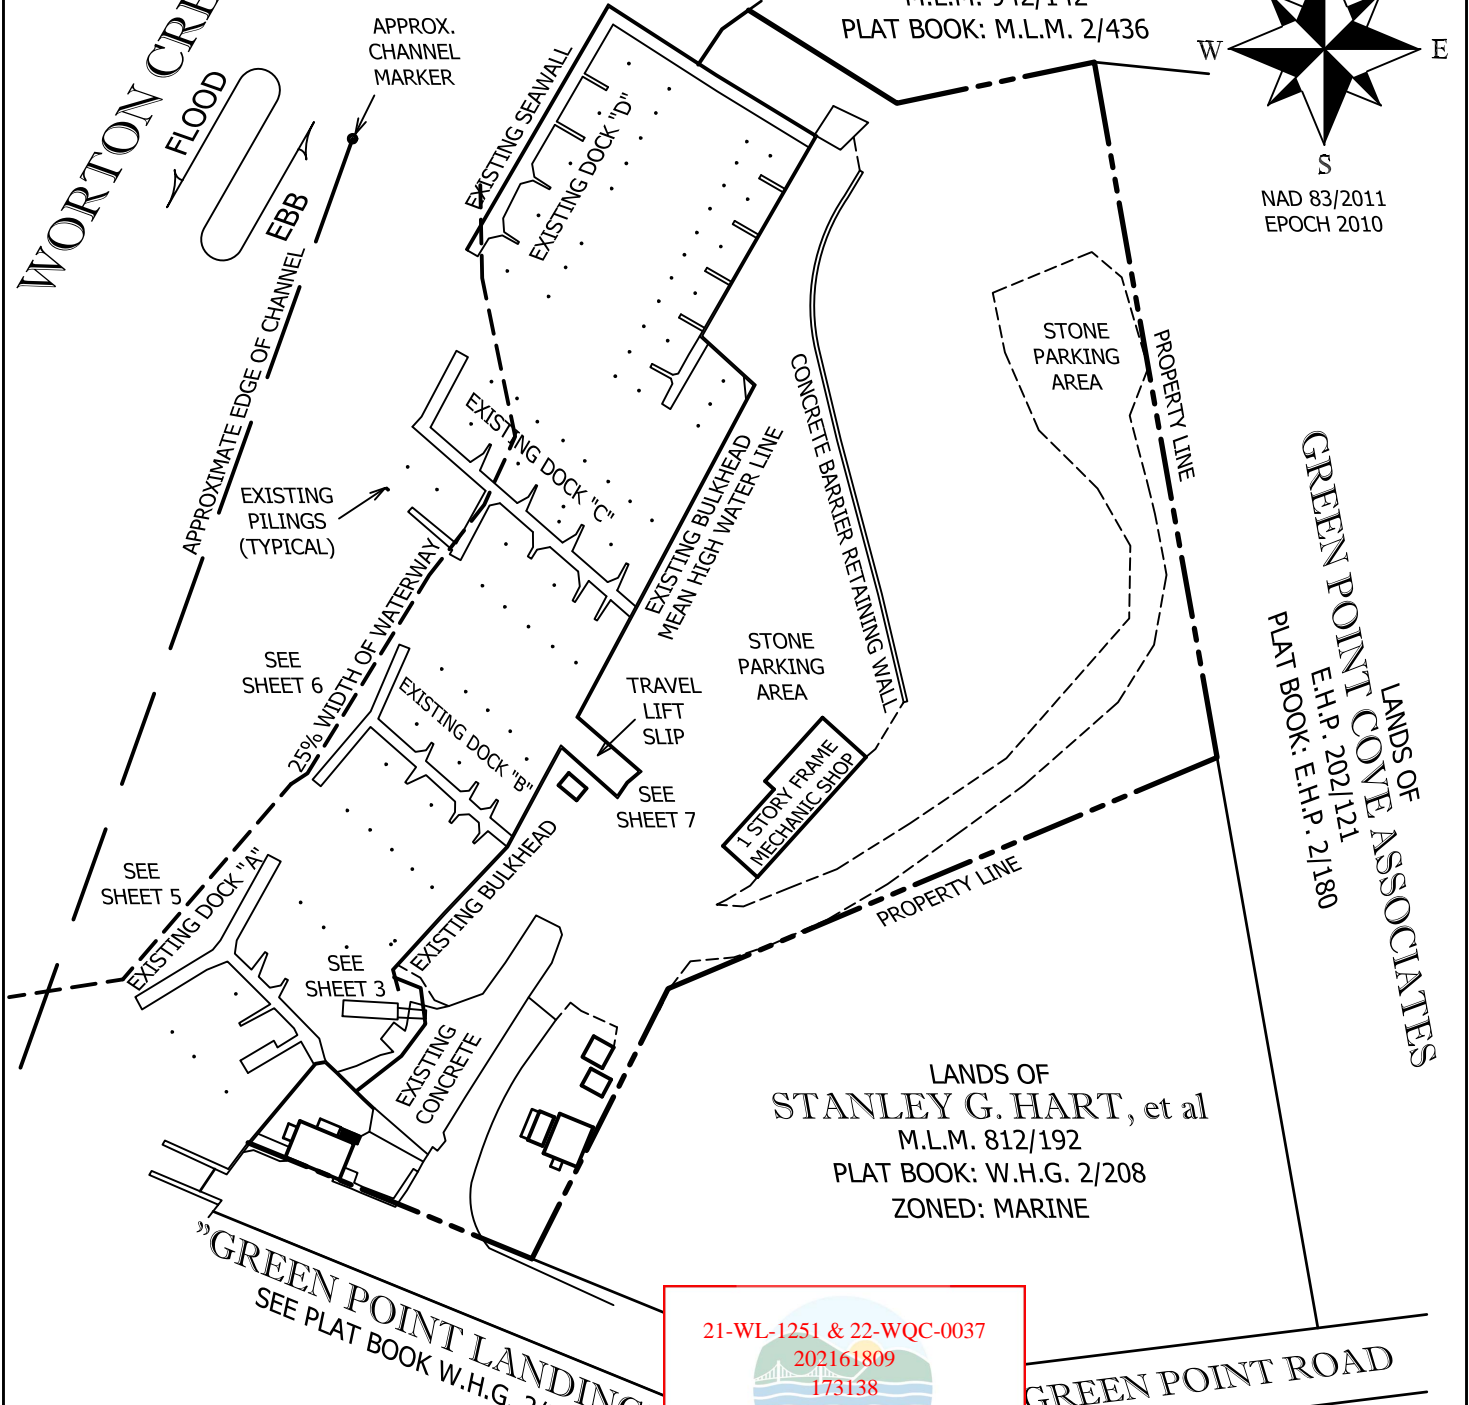 PLAT BOOK: M.L.M. 2/436
W
E
S
NAD 83/2011
EPOCH 2010
APPROX.
CHANNEL
MARKER
WORTON CRE
FLOOD
EBB
EXISTING SEAWALL
EXISTING DOCK "D"
APPROXIMATE EDGE OF CHANNEL
STONE
PARKING
AREA
PROPERTY LINE
CONCRETE BARRIER RETAINING WALL
EXISTING DOCK "C"
EXISTING BULKHEAD
MEAN HIGH WATER LINE
EXISTING
PILINGS
(TYPICAL)
25% WIDTH OF WATERWAY
SEE
SHEET 6
STONE
PARKING
AREA
TRAVEL
LIFT
SLIP
EXISTING DOCK "B"
SEE
SHEET 7
1 STORY FRAME
MECHANIC SHOP
LANDS OF
GREEN POINT COVE ASSOCIATES
E.H.P. 202/121
PLAT BOOK: E.H.P. 2/180
SEE
SHEET 5
EXISTING DOCK "A"
EXISTING BULKHEAD
PROPERTY LINE
SEE
SHEET 3
EXISTING
CONCRETE
LANDS OF
STANLEY G. HART, et al
M.L.M. 812/192
PLAT BOOK: W.H.G. 2/208
ZONED: MARINE
"GREEN POINT LANDING
SEE PLAT BOOK W.H.G.
21-WL-1251 & 22-WQC-0037
202161809
173138
GREEN POINT ROAD